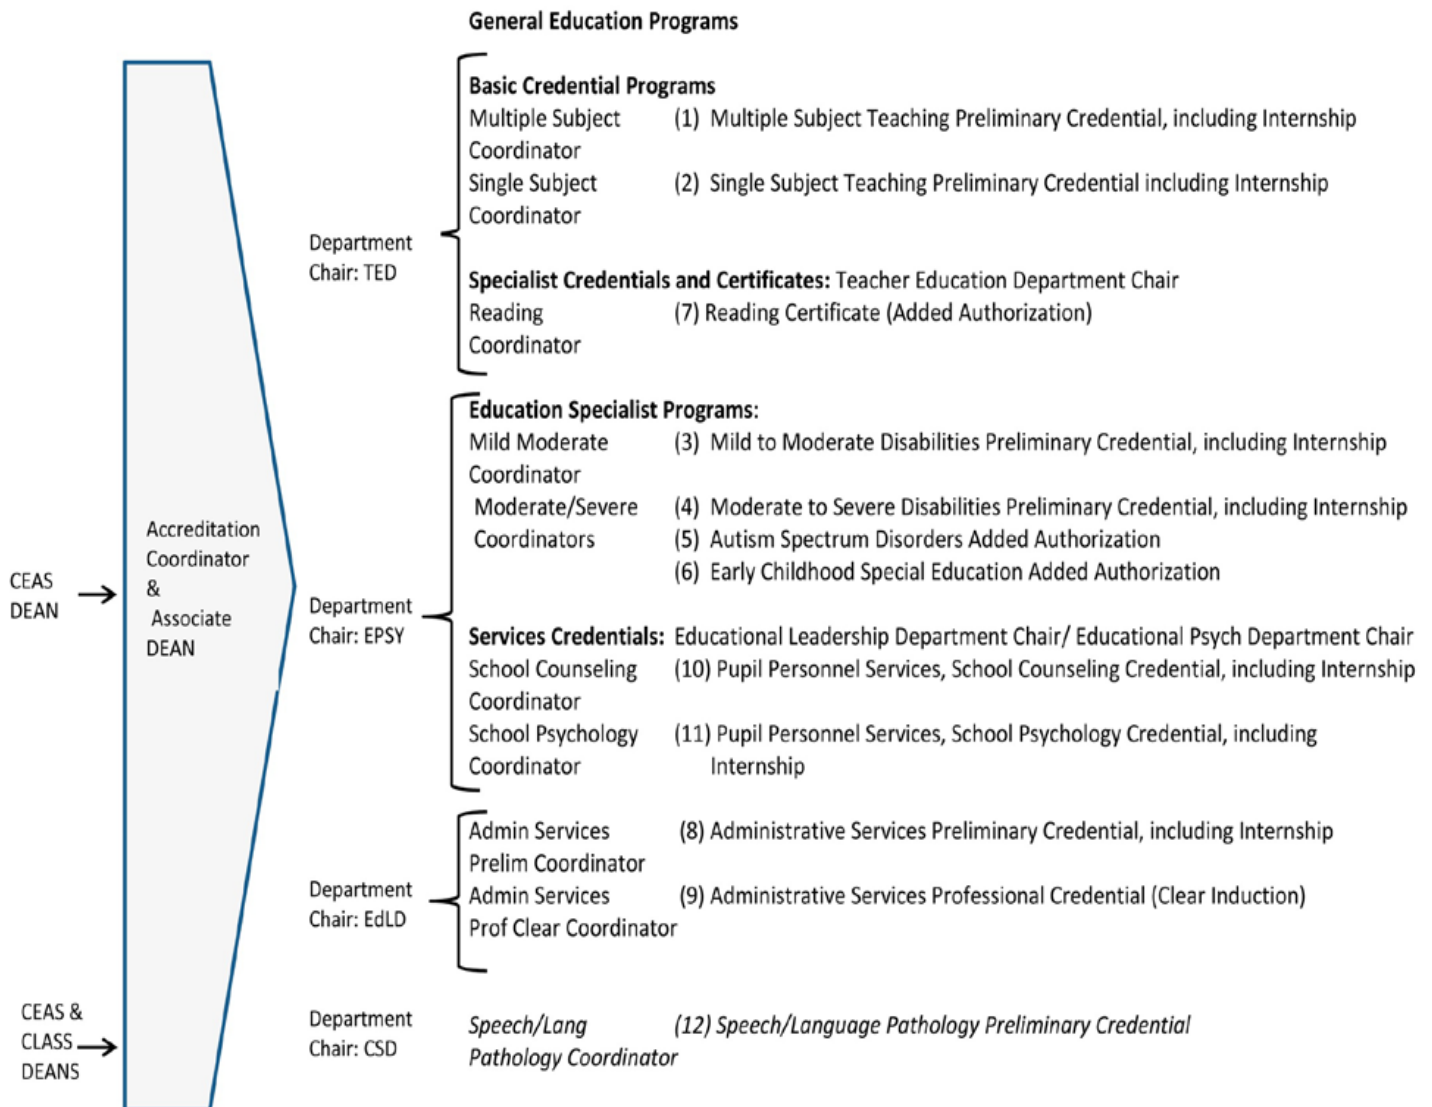 General Education Programs
Basic Credential Programs
Multiple Subject (1) Multiple Subject Teaching Preliminary Credential, including Internship
Coordinator
Single Subject (2) Single Subject Teaching Preliminary Credential including Internship
Coordinator
Department
Chair: TED
Specialist Credentials and Certificates: Teacher Education Department Chair
Reading (7) Reading Certificate (Added Authorization)
Coordinator
Education Specialist Programs:
Mild Moderate (3) Mild to Moderate Disabilities Preliminary Credential, including Internship
Coordinator
Moderate/Severe (4) Moderate to Severe Disabilities Preliminary Credential, including Internship
Coordinators (5) Autism Spectrum Disorders Added Authorization
(6) Early Childhood Special Education Added Authorization
Accreditation
Coordinator
&
Associate
DEAN
CEAS
DEAN
Department
Chair: EPSY
Services Credentials: Educational Leadership Department Chair/ Educational Psych Department Chair
School Counseling (10) Pupil Personnel Services, School Counseling Credential, including Internship
Coordinator
School Psychology (11) Pupil Personnel Services, School Psychology Credential, including
Coordinator Internship
Admin Services (8) Administrative Services Preliminary Credential, including Internship
Prelim Coordinator
Department
Chair: EdLD
Admin Services (9) Administrative Services Professional Credential (Clear Induction)
Prof Clear Coordinator
CEAS &
CLASS
DEANS
Department
Chair: CSD
Speech/Lang (12) Speech/Language Pathology Preliminary Credential
Pathology Coordinator